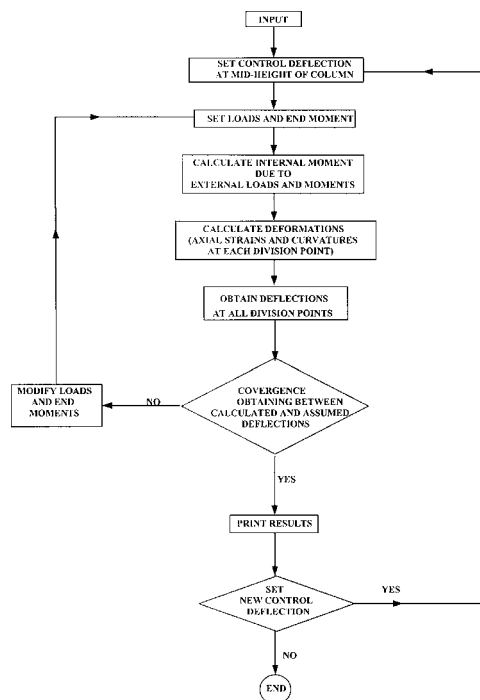 INPUT
SET CONTROL DEFLECTION
AT MID-HEIGHT OF COLUMN
SET LOADS AND END MOMENT
CALCULATE INTERNAL MOMENT
DUE TO
EXTERNAL LOADS AND MOMENTS
CALCULATE DEFORMATIONS
(AXIAL STRAINS AND CURVATURES
AT EACH DIVISION POINT)
OBTAIN DEFLECTIONS
AT ALL DIVISION POINTS
COVERGENCE
OBTAINING BETWEEN
CALCULATED AND ASSUMED
DEFLECTIONS
NO
MODIFY LOADS
AND END
MOMENTS
YES
PRINT RESULTS
SET
NEW CONTROL
DEFLECTION
YES
NO
END